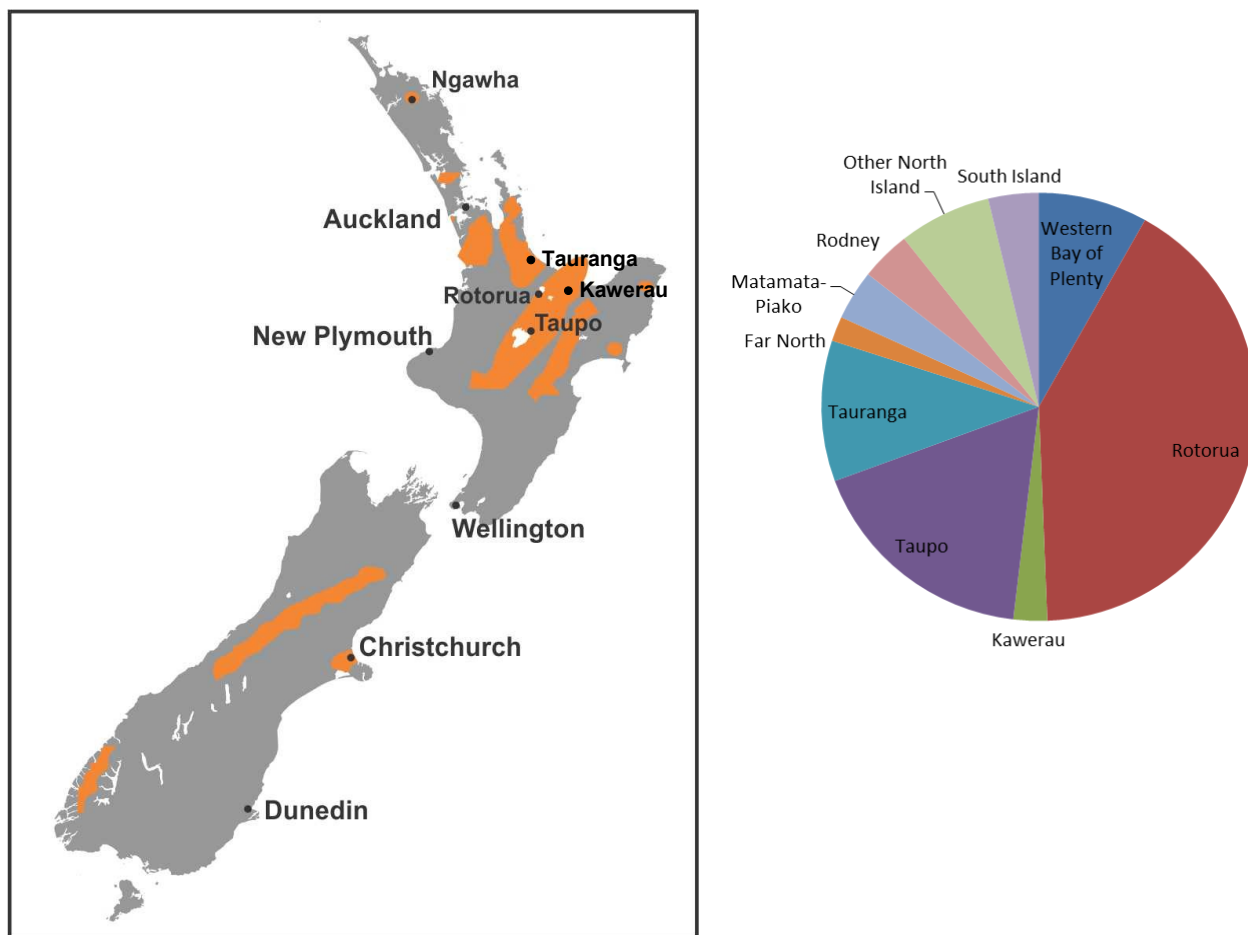 Ngawha
Auckland
Tauranga
Rotorua
Kawerau
Taupo
New Plymouth
Wellington
Christchurch
Dunedin
Other North
Island
South Island
Western
Bay of
Plenty
Rodney
Matamata-
Piako
Far North
Tauranga
Rotorua
Taupo
Kawerau